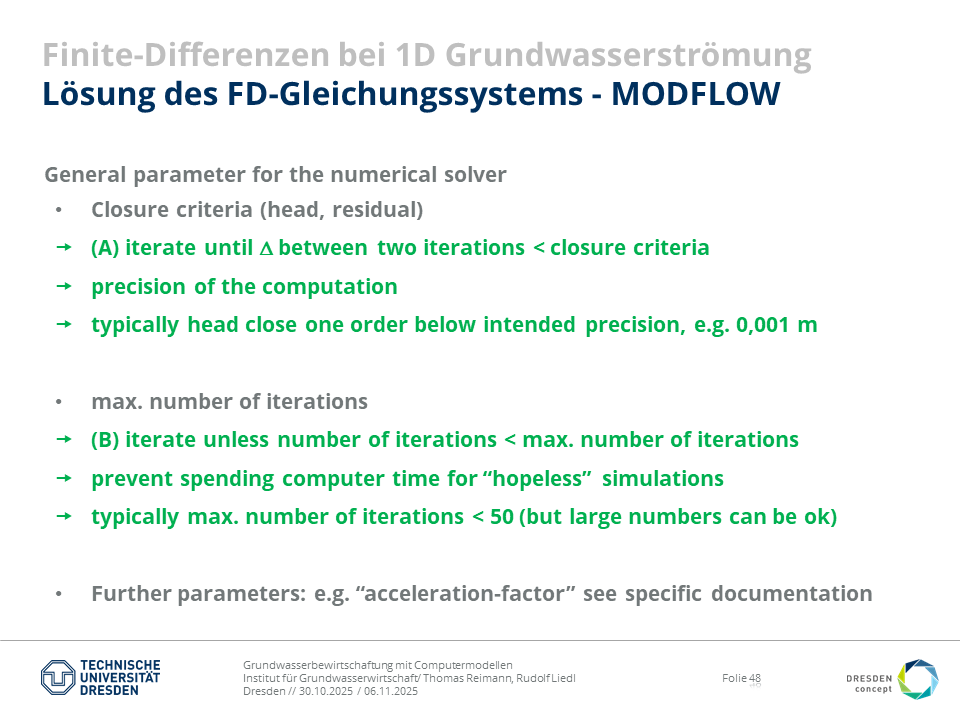 Finite-Differenzen bei 1D Grundwasserströmung
Lösung des FD-Gleichungssystems - MODFLOW
General parameter for the numerical solver
• Closure criteria (head, residual)
→ (A) iterate until Δ between two iterations < closure criteria
→ precision of the computation
→ typically head close one order below intended precision, e.g. 0,001 m
• max. number of iterations
→ (B) iterate unless number of iterations < max. number of iterations
→ prevent spending computer time for “hopeless” simulations
→ typically max. number of iterations < 50 (but large numbers can be ok)
• Further parameters: e.g. “acceleration-factor” see specific documentation
TECHNISCHE
UNIVERSITÄT
DRESDEN
Grundwasserbewirtschaftung mit Computermodellen
Institut für Grundwasserwirtschaft/ Thomas Reimann, Rudolf Liedl
Dresden // 30.10.2025 / 06.11.2025
Folie 48
DRESDEN
concept